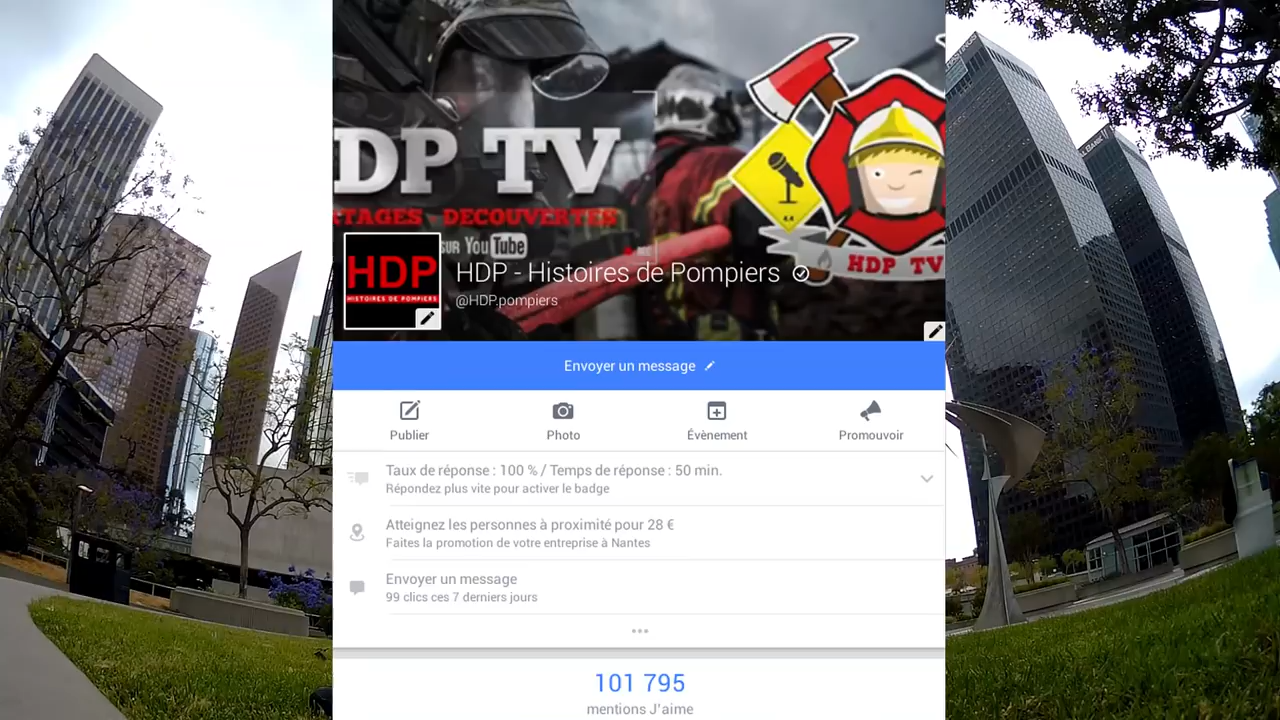 DP TV
TAGES - DECOUVERTES
SUR YouTube
4.4
HDP TV
HDP
HISTOIRES DE POMPIERS
HDP - Histoires de Pompiers
@HDP.pompiers
Envoyer un message
Publier
Photo
Évènement
Promouvoir
Taux de réponse : 100 % / Temps de réponse : 50 min.
Répondez plus vite pour activer le badge
Atteignez les personnes à proximité pour 28 €
Faites la promotion de votre entreprise à Nantes
Envoyer un message
99 clics ces 7 derniers jours
101 795
mentions J'aime